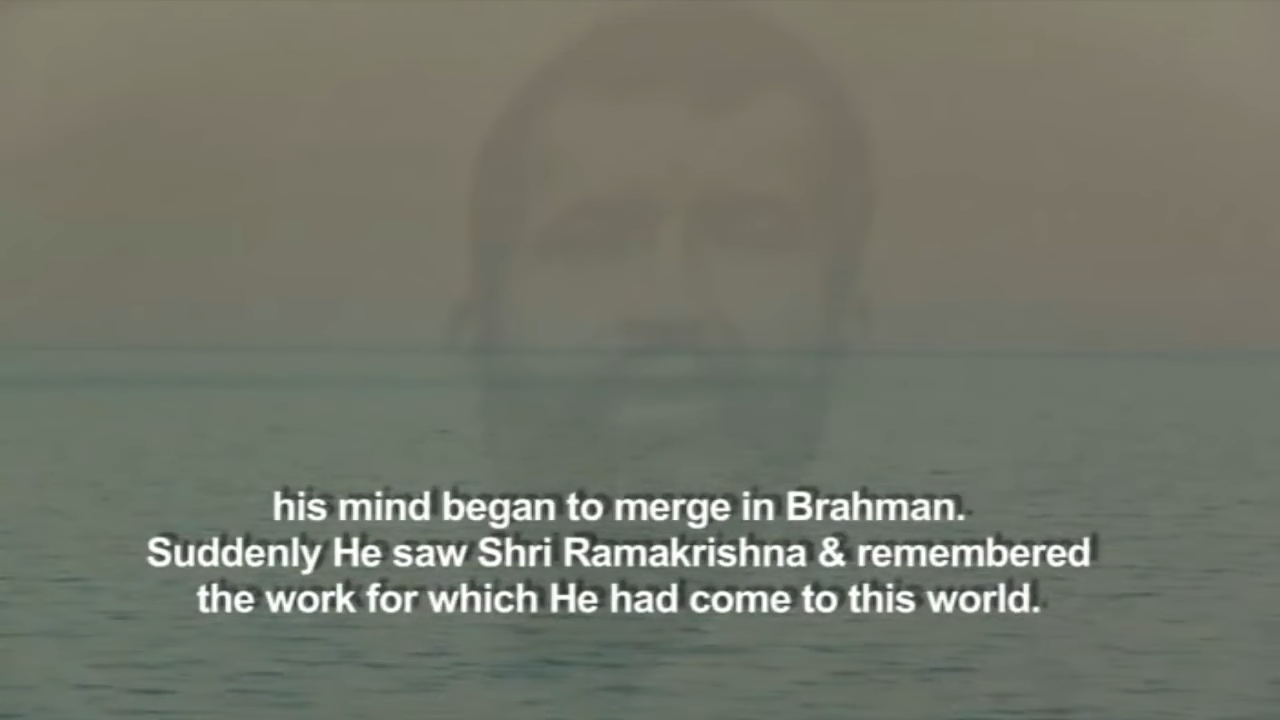 his mind began to merge in Brahman.
Suddenly He saw Shri Ramakrishna & remembered
the work for which He had come to this world.